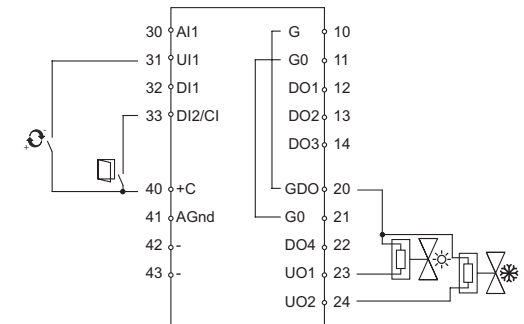 30 AI1 G 10
31 UI1 G0 11
32 DI1 DO1 12
33 DI2/CI DO2 13
DO3 14
40 +C GDO 20
41 AGnd G0 21
42 - DO4 22
43 - UO1 23
UO2 24
+ -